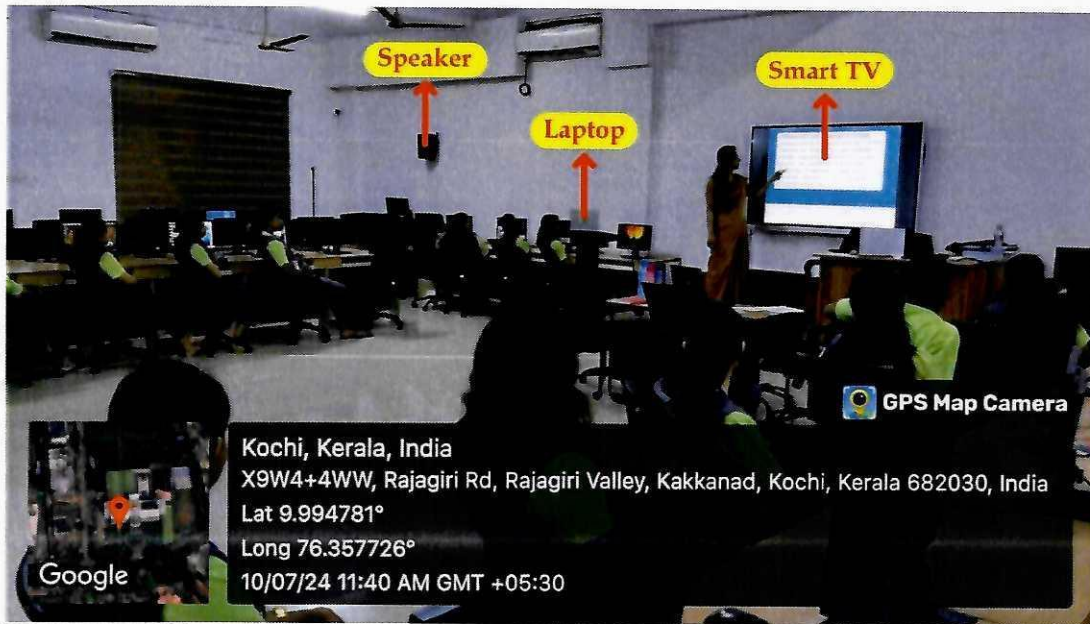 Speaker
Smart TV
Laptop
GPS Map Camera
Kochi, Kerala, India
X9W4+4WW, Rajagiri Rd, Rajagiri Valley, Kakkanad, Kochi, Kerala 682030, India
Lat 9.994781°
Long 76.357726°
10/07/24 11:40 AM GMT +05:30
Google